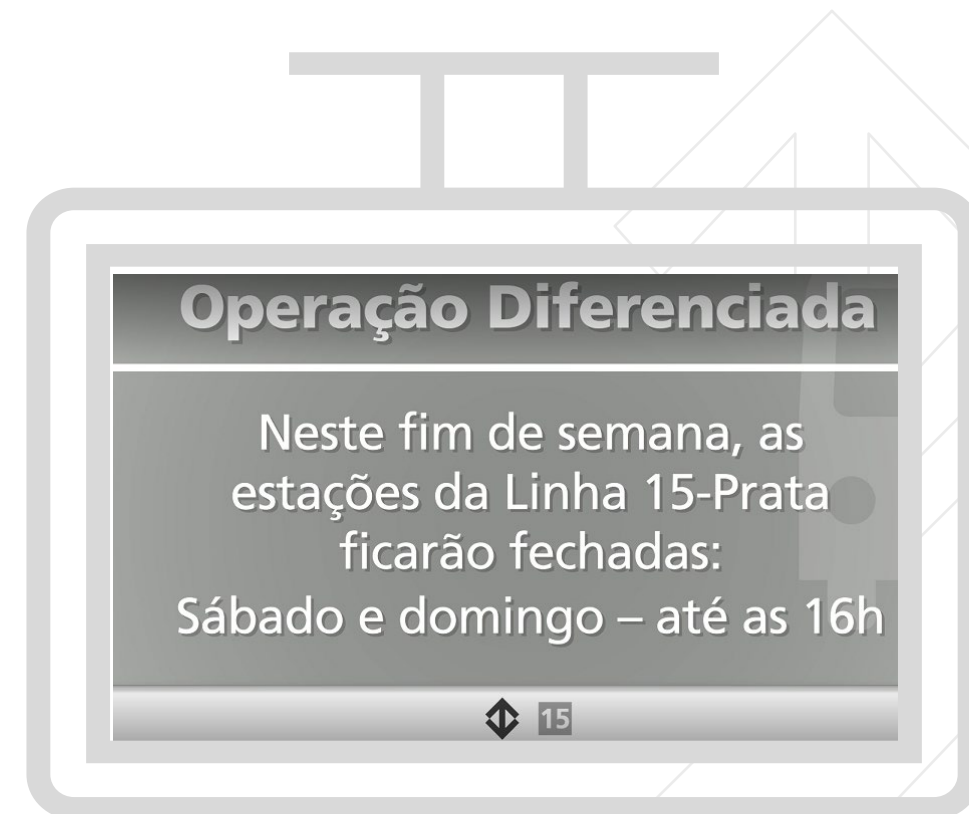 Operação Diferenciada
Neste fim de semana, as
estações da Linha 15-Prata
ficarão fechadas:
Sábado e domingo – até as 16h
15